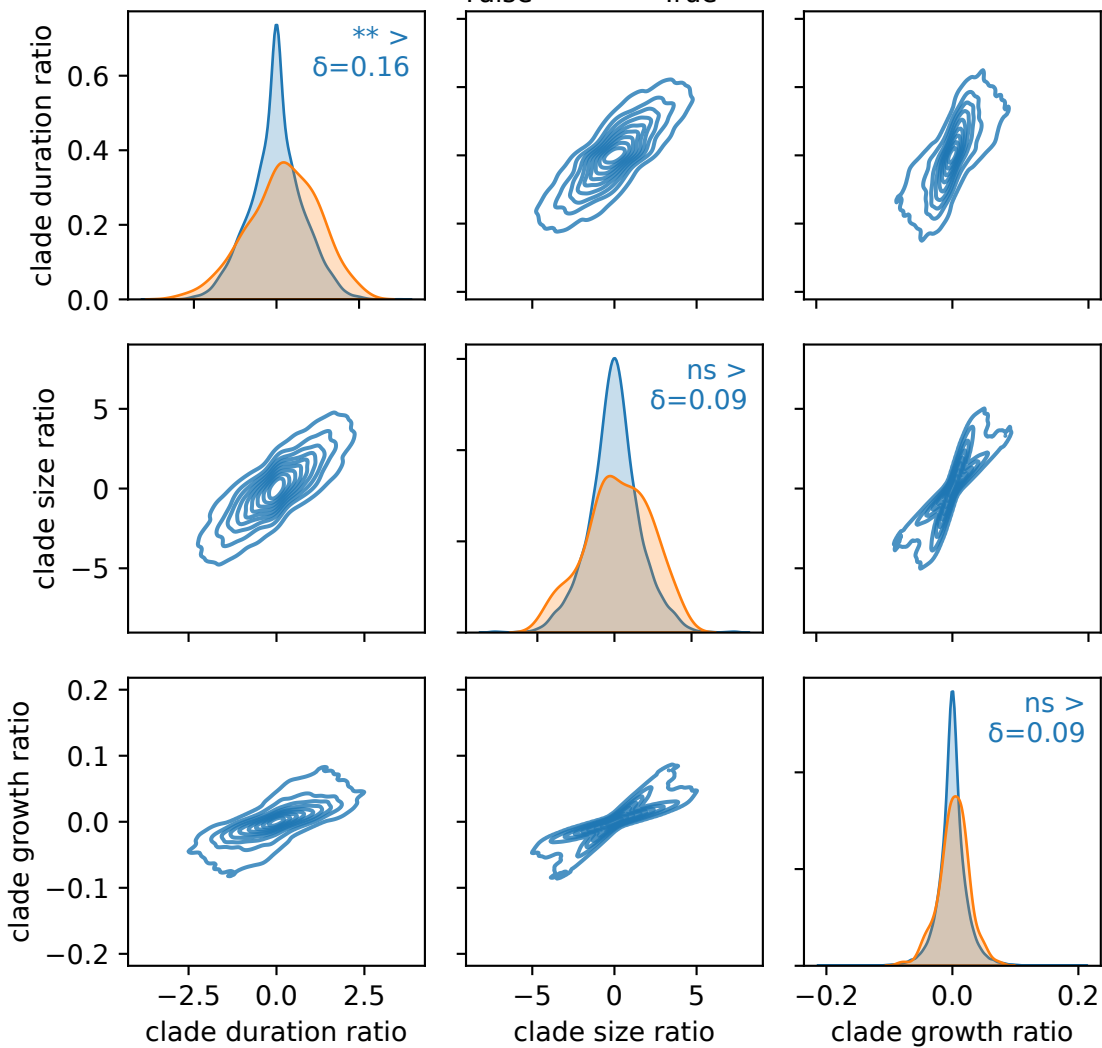 clade duration ratio
0.6
0.4
0.2
0.0
** >
δ=0.16
clade size ratio
5
0
−5
ns >
δ=0.09
clade growth ratio
0.2
0.1
0.0
−0.1
−0.2
ns >
δ=0.09
−2.5 0.0 2.5
−5 0 5
−0.2 0.0 0.2
clade duration ratio
clade size ratio
clade growth ratio